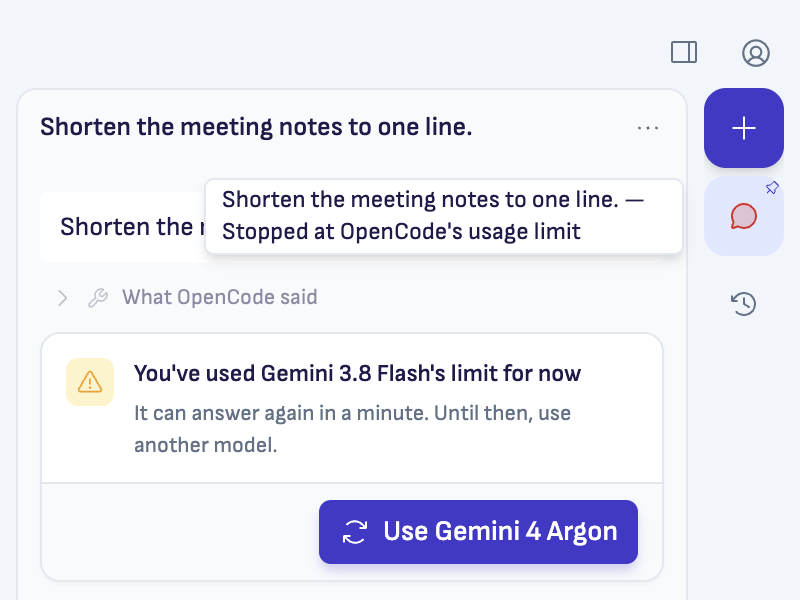 Shorten the meeting notes to one line.
Shorten the meeting notes to one line. —
Stopped at OpenCode's usage limit
Shorten the
What OpenCode said
You've used Gemini 3.8 Flash's limit for now
It can answer again in a minute. Until then, use
another model.
Use Gemini 4 Argon